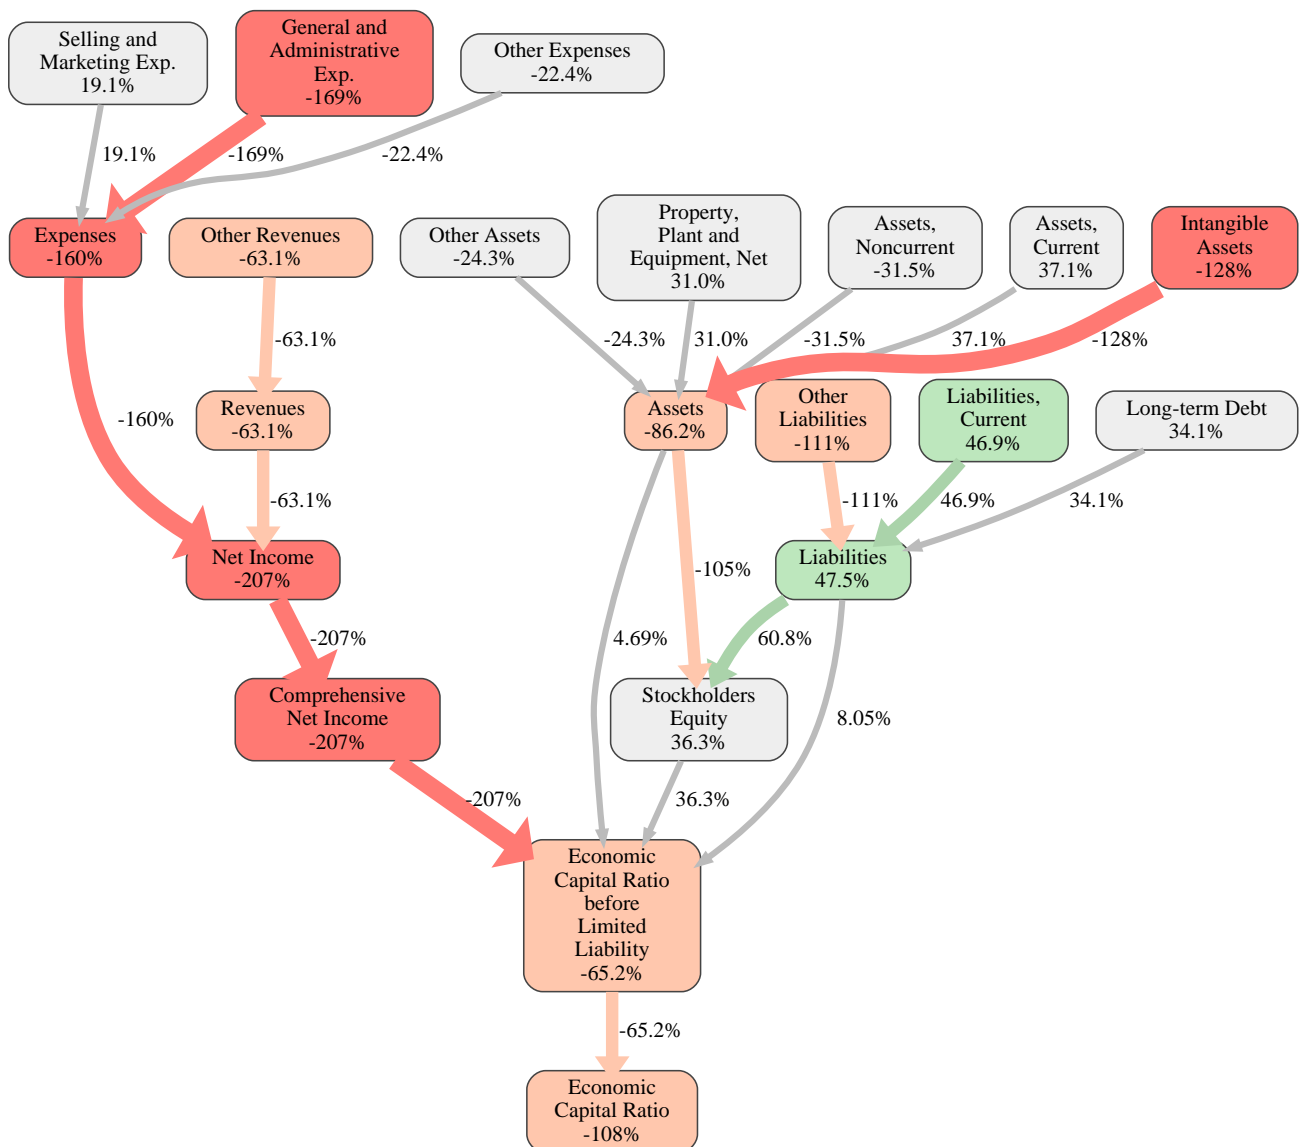 Selling and
Marketing Exp.
19.1%
General and
Administrative
Exp.
-169%
Other Expenses
-22.4%
19.1%
-169%
-22.4%
Expenses
-160%
Other Revenues
-63.1%
Other Assets
-24.3%
Property,
Plant and
Equipment, Net
31.0%
Assets,
Noncurrent
-31.5%
Assets,
Current
37.1%
Intangible
Assets
-128%
-63.1%
-24.3%
31.0%
-31.5%
37.1%
-128%
-160%
Revenues
-63.1%
Assets
-86.2%
Other
Liabilities
-111%
Liabilities,
Current
46.9%
Long-term Debt
34.1%
-63.1%
-105%
-111%
46.9%
34.1%
Net Income
-207%
Liabilities
47.5%
-207%
4.69%
60.8%
8.05%
Comprehensive
Net Income
-207%
Stockholders
Equity
36.3%
-207%
36.3%
Economic
Capital Ratio
before
Limited
Liability
-65.2%
-65.2%
Economic
Capital Ratio
-108%